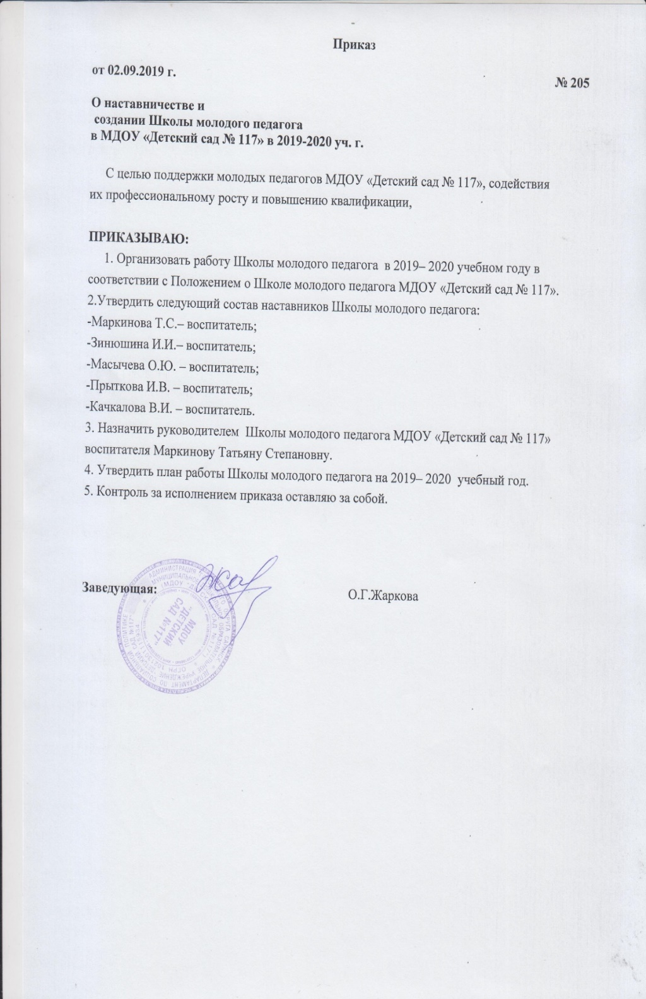 Приказ
от 02.09.2019 г.
№ 205
О наставничестве и
создании Школы молодого педагога
в МДОУ «Детский сад № 117» в 2019-2020 уч. г.
С целью поддержки молодых педагогов МДОУ «Детский сад № 117», содействия
их профессиональному росту и повышению квалификации,
ПРИКАЗЫВАЮ:
1. Организовать работу Школы молодого педагога в 2019– 2020 учебном году в
соответствии с Положением о Школе молодого педагога МДОУ «Детский сад № 117».
2.Утвердить следующий состав наставников Школы молодого педагога:
-Маркинова Т.С.– воспитатель;
-Зинюшина И.И.– воспитатель;
-Масычева О.Ю. – воспитатель;
-Прыткова И.В. – воспитатель;
-Качкалова В.И. – воспитатель.
3. Назначить руководителем Школы молодого педагога МДОУ «Детский сад № 117»
воспитателя Маркинову Татьяну Степановну.
4. Утвердить план работы Школы молодого педагога на 2019– 2020 учебный год.
5. Контроль за исполнением приказа оставляю за собой.
Заведующая:
О.Г.Жаркова
МДОУ
"ДЕТСКИЙ
САД №117"